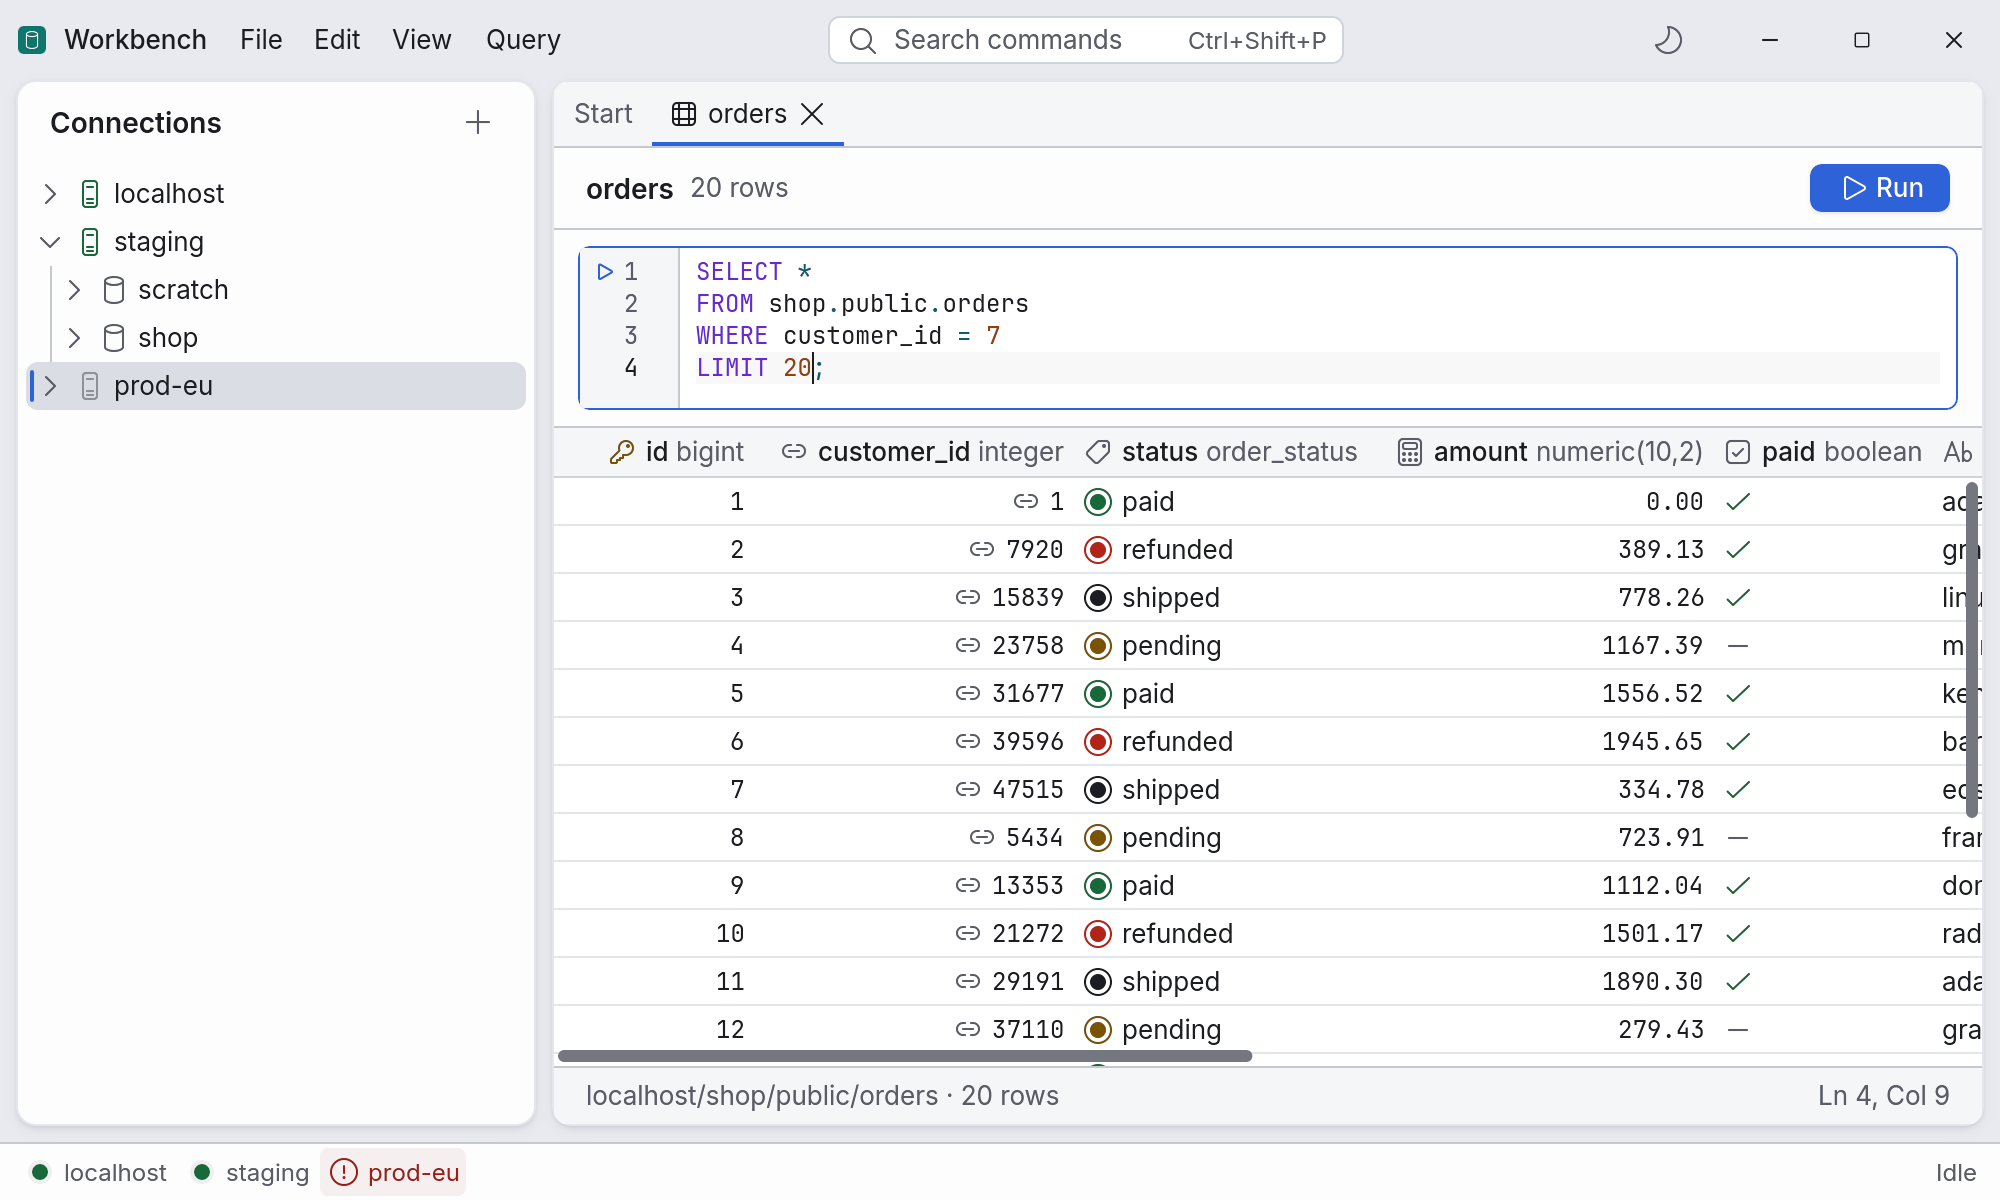 Workbench File Edit View Query Search commands Ctrl+Shift+P
Connections
localhost
staging
scratch
shop
prod-eu
Start orders
orders 20 rows Run
1 SELECT *
2 FROM shop.public.orders
3 WHERE customer_id = 7
4 LIMIT 20;
id bigint customer_id integer status order_status amount numeric(10,2) paid boolean Ab
1 1 paid 0.00
2 7920 refunded 389.13
3 15839 shipped 778.26
4 23758 pending 1167.39
5 31677 paid 1556.52
6 39596 refunded 1945.65
7 47515 shipped 334.78
8 5434 pending 723.91
9 13353 paid 1112.04
10 21272 refunded 1501.17 rad
11 29191 shipped 1890.30 ada
12 37110 pending 279.43 gra
localhost/shop/public/orders · 20 rows Ln 4, Col 9
localhost staging prod-eu Idle